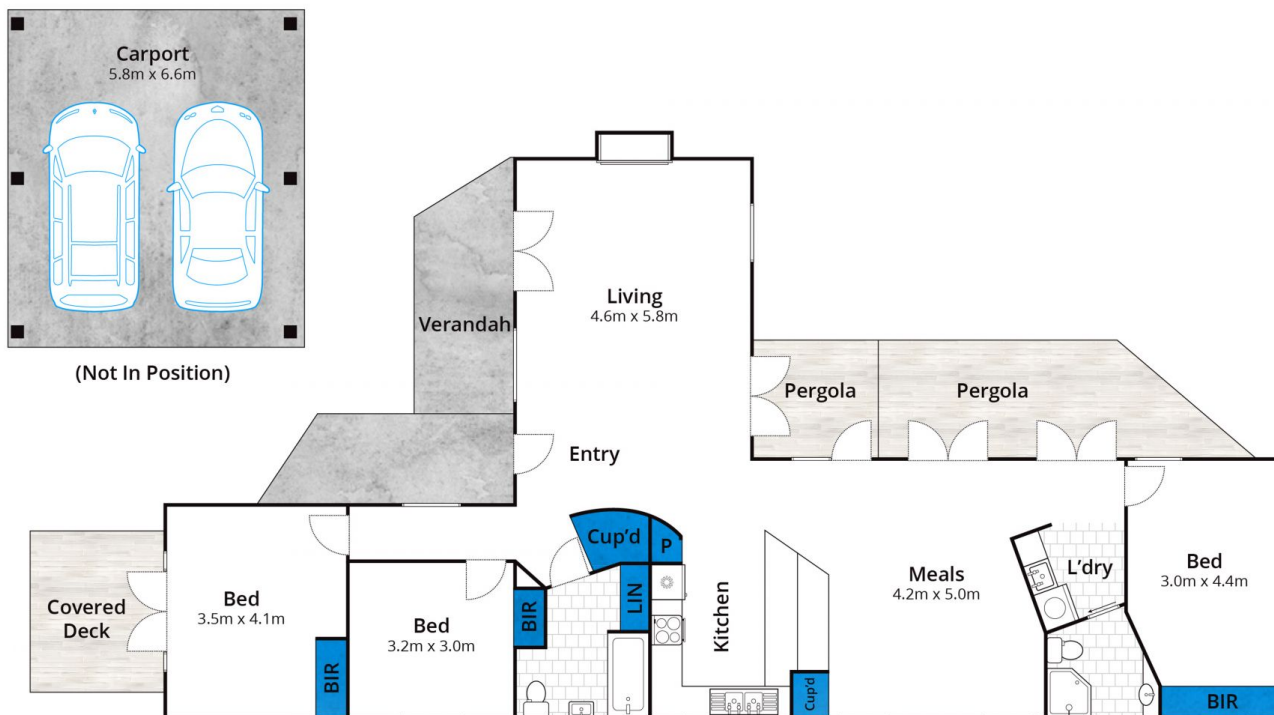 Carport
5.8m x 6.6m
(Not In Position)
Verandah
Living
4.6m x 5.8m
Pergola
Pergola
Entry
Cup'd
P
Covered
Deck
Bed
3.5m x 4.1m
BIR
Bed
3.2m x 3.0m
BIR
LIN
Kitchen
Cup'd
Meals
4.2m x 5.0m
L'dry
Bed
3.0m x 4.4m
BIR